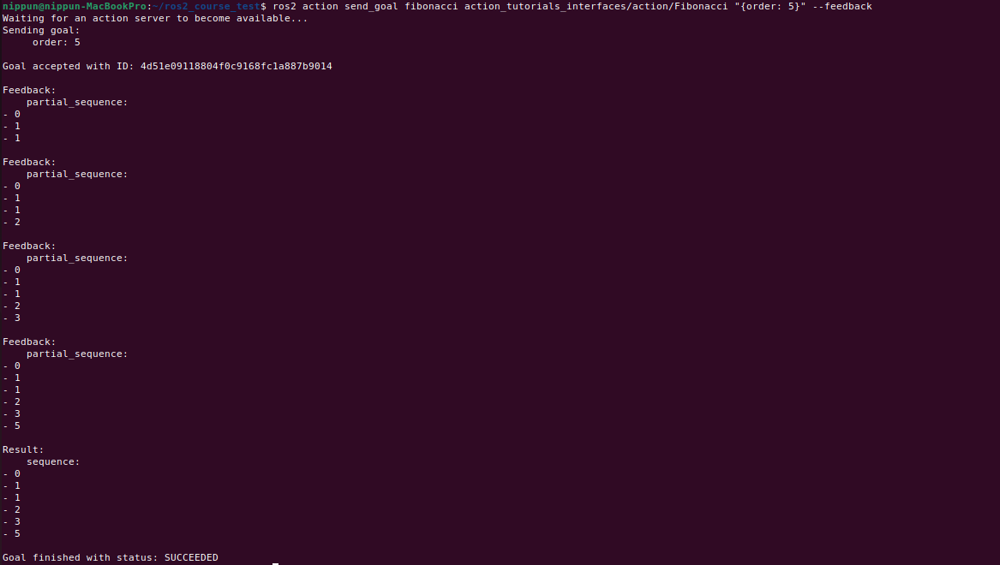 nippun@nippun-MacBookPro:~/ros2_course_test$ ros2 action send_goal fibonacci action_tutorials_interfaces/action/Fibonacci "{order: 5}" --feedback
Waiting for an action server to become available...
Sending goal:
     order: 5

Goal accepted with ID: 4d51e09118804f0c9168fc1a887b9014

Feedback:
    partial_sequence:
- 0
- 1
- 1

Feedback:
    partial_sequence:
- 0
- 1
- 1
- 2

Feedback:
    partial_sequence:
- 0
- 1
- 1
- 2
- 3

Feedback:
    partial_sequence:
- 0
- 1
- 1
- 2
- 3
- 5

Result:
    sequence:
- 0
- 1
- 1
- 2
- 3
- 5

Goal finished with status: SUCCEEDED